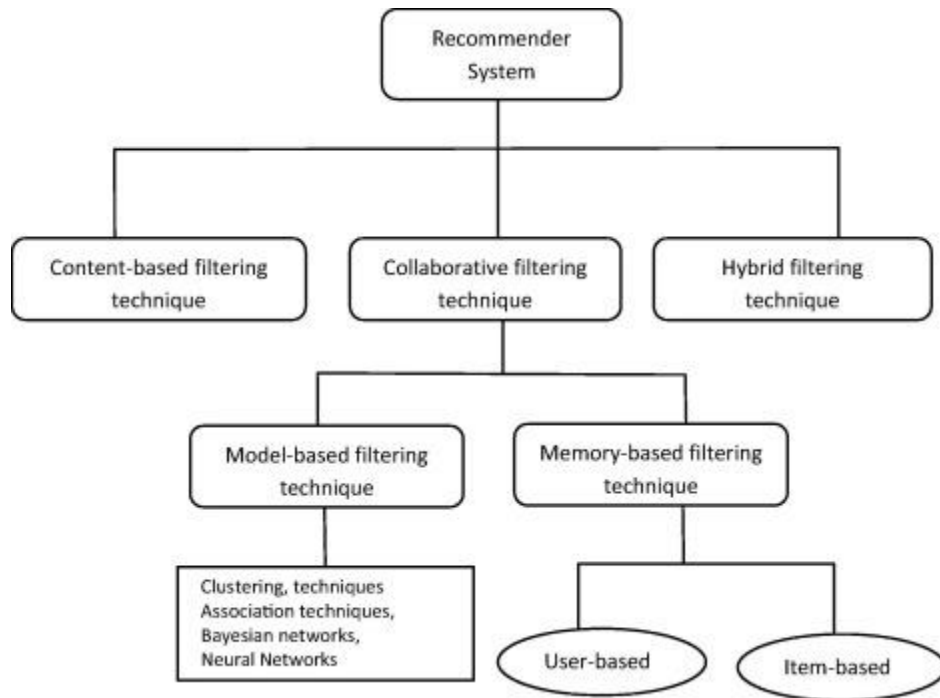 Recommender
System
Content-based filtering
technique
Collaborative filtering
technique
Hybrid filtering
technique
Model-based filtering
technique
Memory-based filtering
technique
Clustering, techniques
Association techniques,
Bayesian networks,
Neural Networks
User-based
Item-based